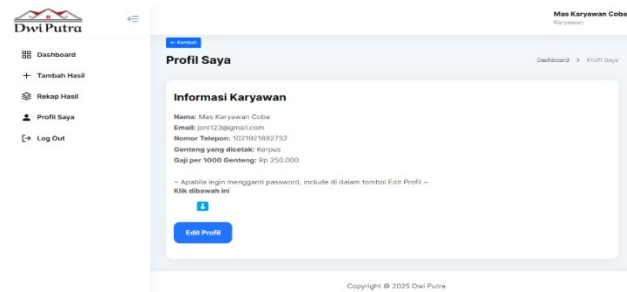 Dwi Putra
Mas Karyawan Coba
Karyawan
Dashboard
Tambah Hasil
Rekap Hasil
Profil Saya
Log Out
← Kembali
Profil Saya
Dashboard > Profil Saya
Informasi Karyawan
Nama: Mas Karyawan Coba
Email: joni123@gmail.com
Nomor Telepon: 1021921892732
Genteng yang dicetak: Karpus
Gaji per 1000 Genteng: Rp 250.000
~ Apabila ingin mengganti password, include di dalam tombol Edit Profil ~
Klik dibawah ini
Edit Profil
Copyright © 2025 Dwi Putra